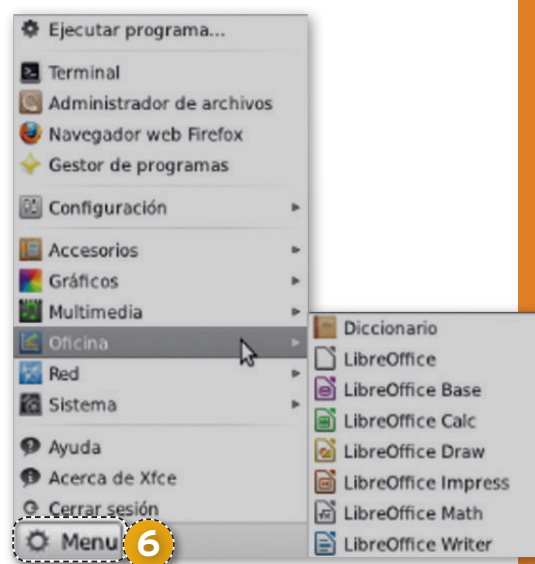 Ejecutar programa...
Terminal
Administrador de archivos
Navegador web Firefox
Gestor de programas
Configuración
Accesorios
Gráficos
Multimedia
Oficina
Red
Sistema
Ayuda
Acerca de Xfce
Cerrar sesión
Menu
6
Diccionario
LibreOffice
LibreOffice Base
LibreOffice Calc
LibreOffice Draw
LibreOffice Impress
LibreOffice Math
LibreOffice Writer